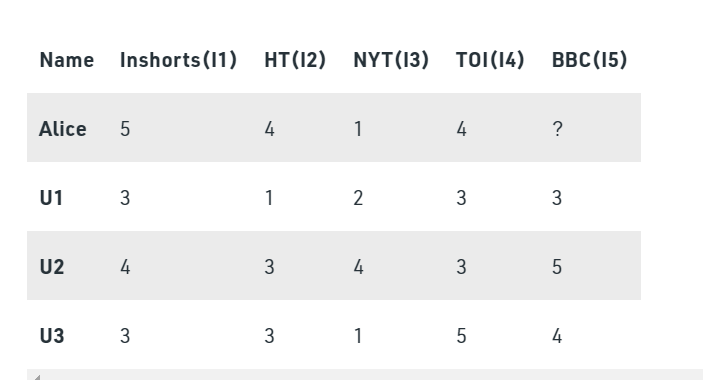 Name Inshorts(I1) HT(I2) NYT(I3) TOI(I4) BBC(I5)
Alice 5 4 1 4 ?
U1 3 1 2 3 3
U2 4 3 4 3 5
U3 3 3 1 5 4